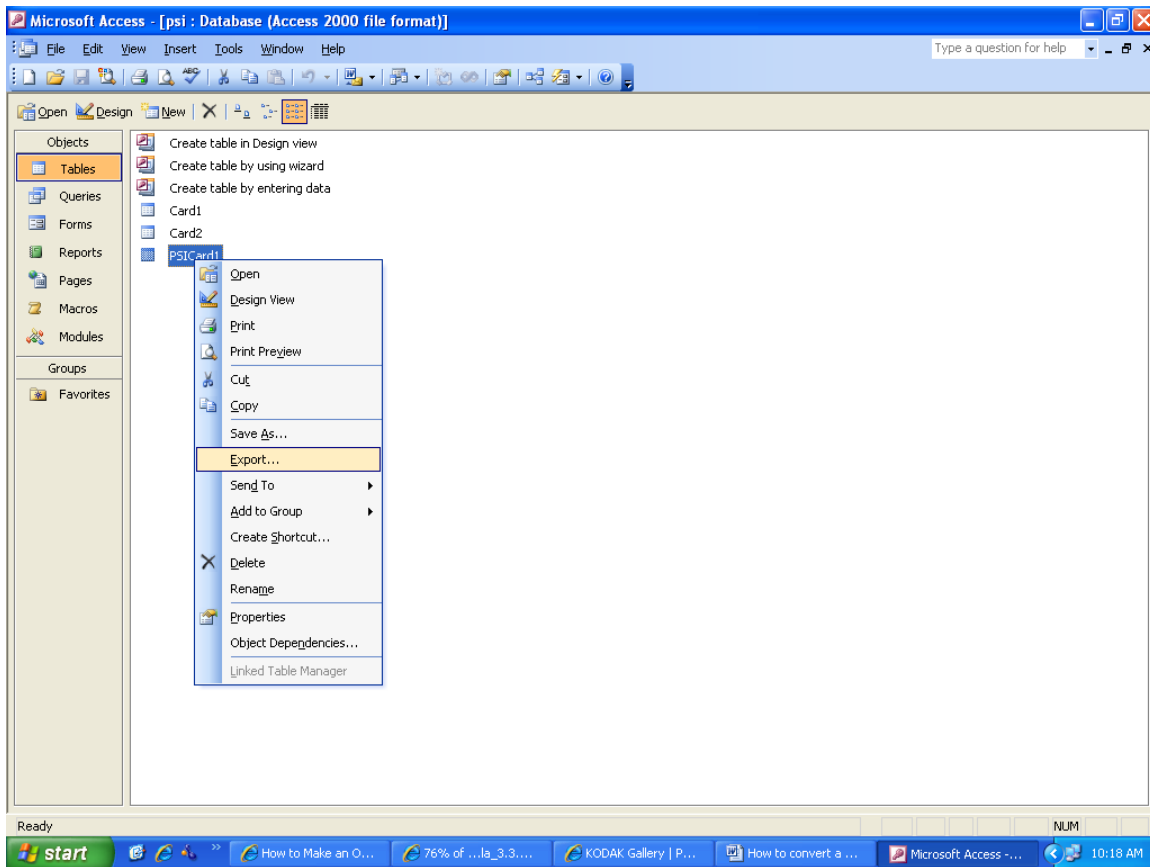 Microsoft Access - [psi : Database (Access 2000 file format)]
File Edit View Insert Tools Window Help Type a question for help
Open Design New
Objects
Tables
Queries
Forms
Reports
Pages
Macros
Modules
Groups
Favorites
Create table in Design view
Create table by using wizard
Create table by entering data
Card1
Card2
PSICard1
Open
Design View
Print
Print Preview
Cut
Copy
Save As...
Export...
Send To
Add to Group
Create Shortcut...
Delete
Rename
Properties
Object Dependencies...
Linked Table Manager
Ready NUM
start How to Make an O... 76% of ...la_3.3.... KODAK Gallery | P... How to convert a ... Microsoft Access -... 10:18 AM